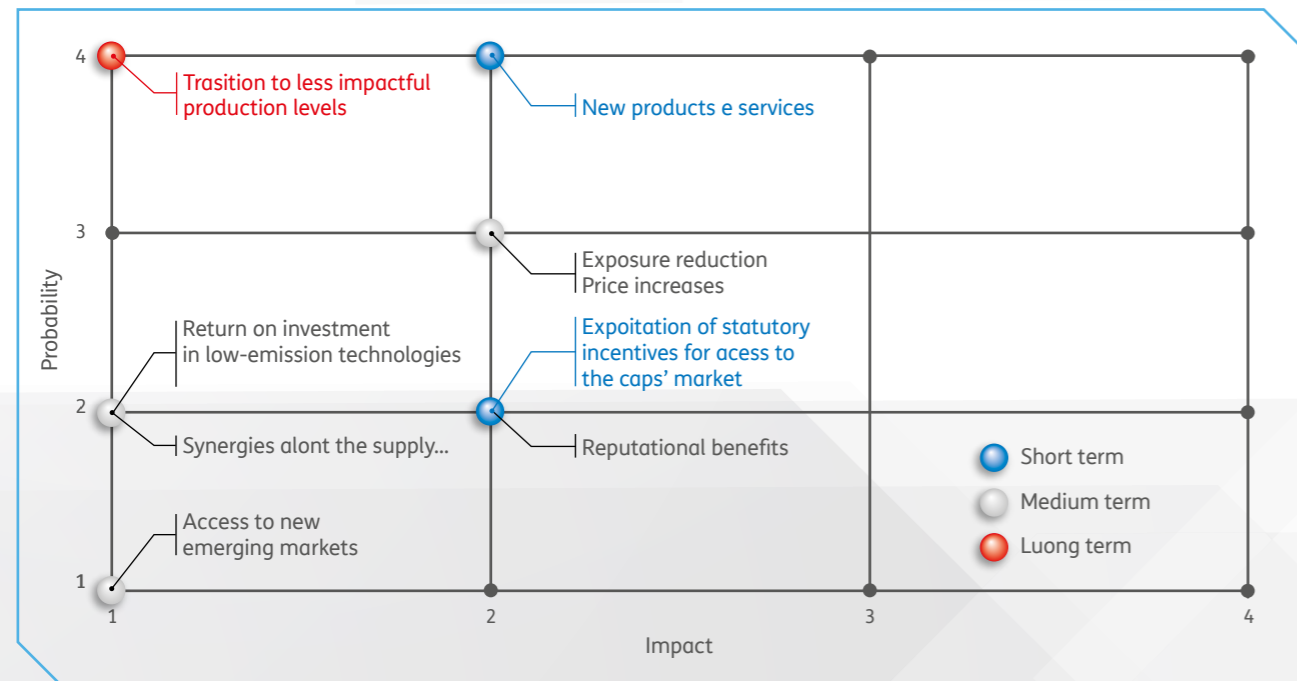 4
Trasition to less impactful
production levels
New products e services
3
Exposure reduction
Price increases
Probability
Return on investment
in low-emission technologies
Expoitation of statutory
incentives for acess to
the caps’ market
2
Synergies alont the supply...
Reputational benefits
Short term
Medium term
Luong term
Access to new
emerging markets
1
1
2
3
4
Impact